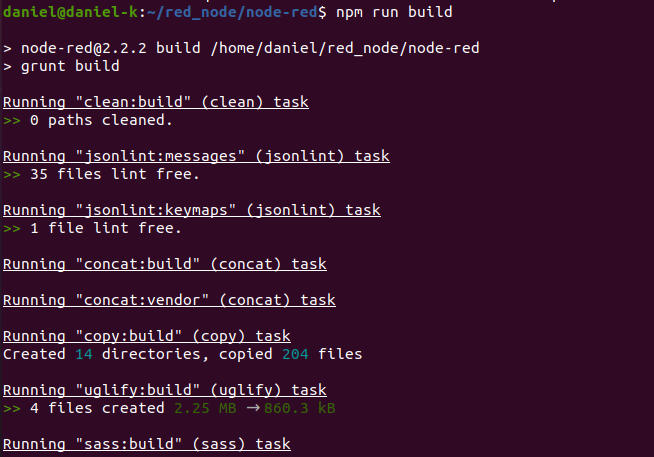 daniel@daniel-k:~/red_node/node-red$ npm run build
> node-red@2.2.2 build /home/daniel/red_node/node-red
> grunt build
Running "clean:build" (clean) task
>> 0 paths cleaned.
Running "jsonlint:messages" (jsonlint) task
>> 35 files lint free.
Running "jsonlint:keymaps" (jsonlint) task
>> 1 file lint free.
Running "concat:build" (concat) task
Running "concat:vendor" (concat) task
Running "copy:build" (copy) task
Created 14 directories, copied 204 files
Running "uglify:build" (uglify) task
>> 4 files created 2.25 MB → 860.3 kB
Running "sass:build" (sass) task